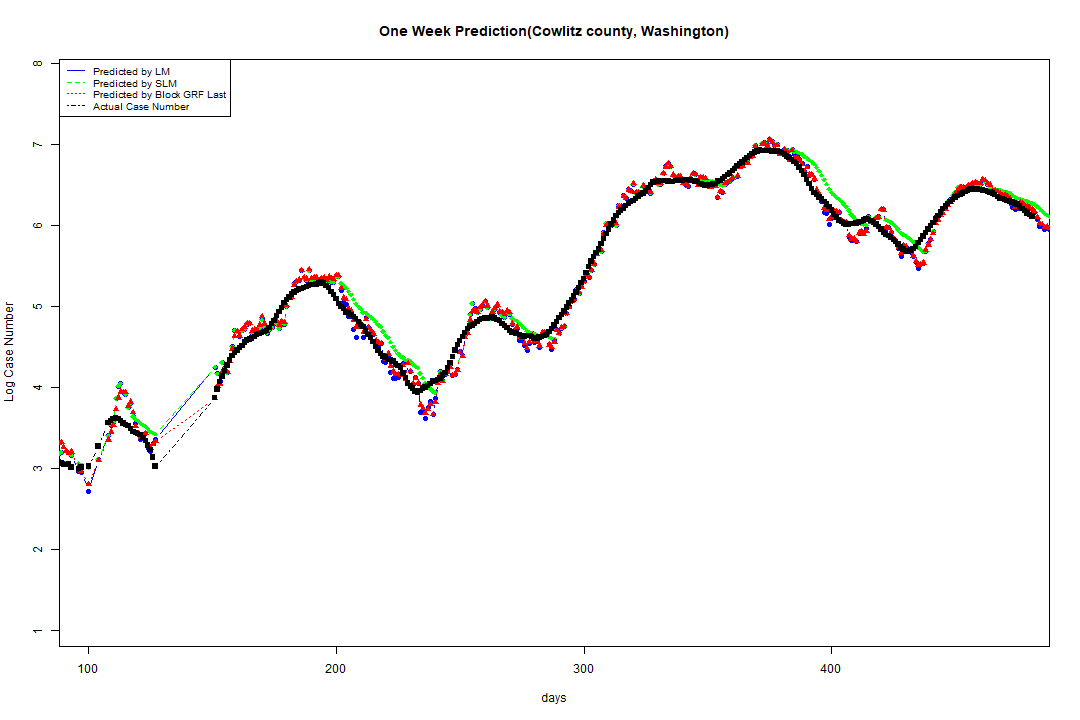 One Week Prediction(Cowlitz county, Washington)
Predicted by LM
Predicted by SLM
Predicted by Block GRF Last
Actual Case Number
8
7
6
5
4
3
2
1
Log Case Number
100 200 300 400
days